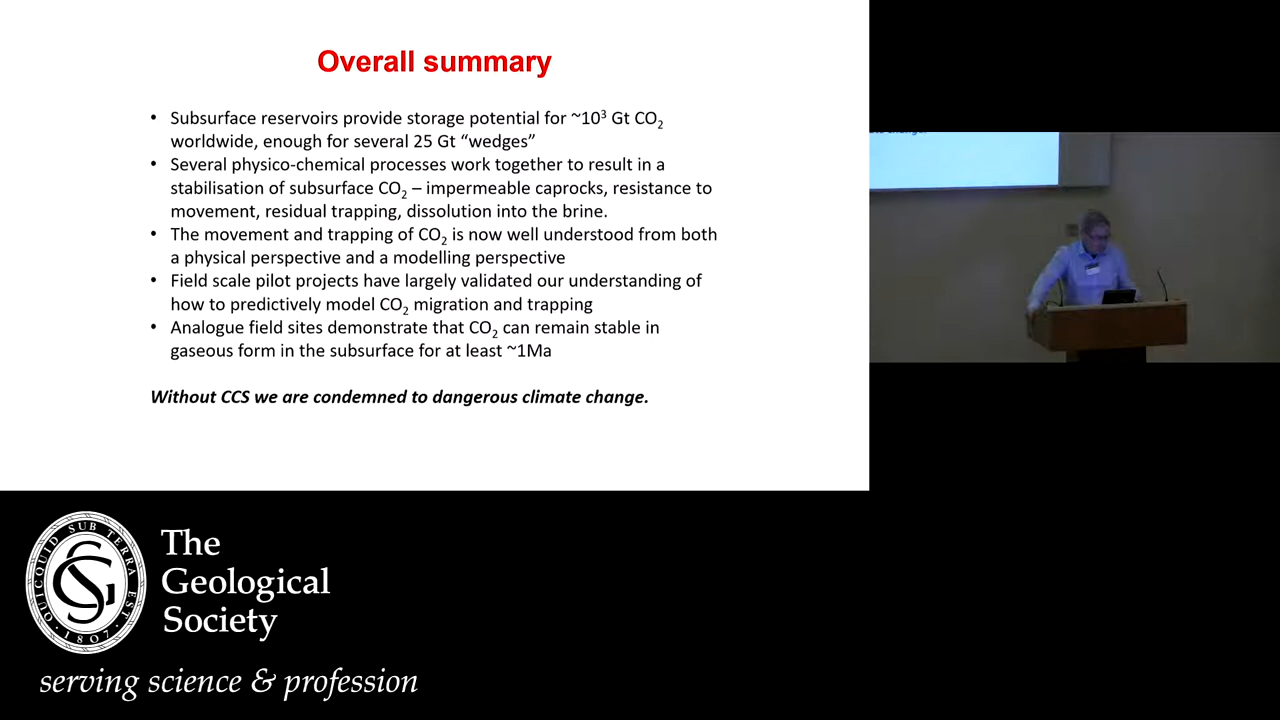 Overall summary
• Subsurface reservoirs provide storage potential for ~10³ Gt CO₂
worldwide, enough for several 25 Gt “wedges”
• Several physico-chemical processes work together to result in a
stabilisation of subsurface CO₂ – impermeable caprocks, resistance to
movement, residual trapping, dissolution into the brine.
• The movement and trapping of CO₂ is now well understood from both
a physical perspective and a modelling perspective
• Field scale pilot projects have largely validated our understanding of
how to predictively model CO₂ migration and trapping
• Analogue field sites demonstrate that CO₂ can remain stable in
gaseous form in the subsurface for at least ~1Ma
Without CCS we are condemned to dangerous climate change.
QUICQUID SUB TERRA EST
· 1807 ·
The
Geological
Society
serving science & profession